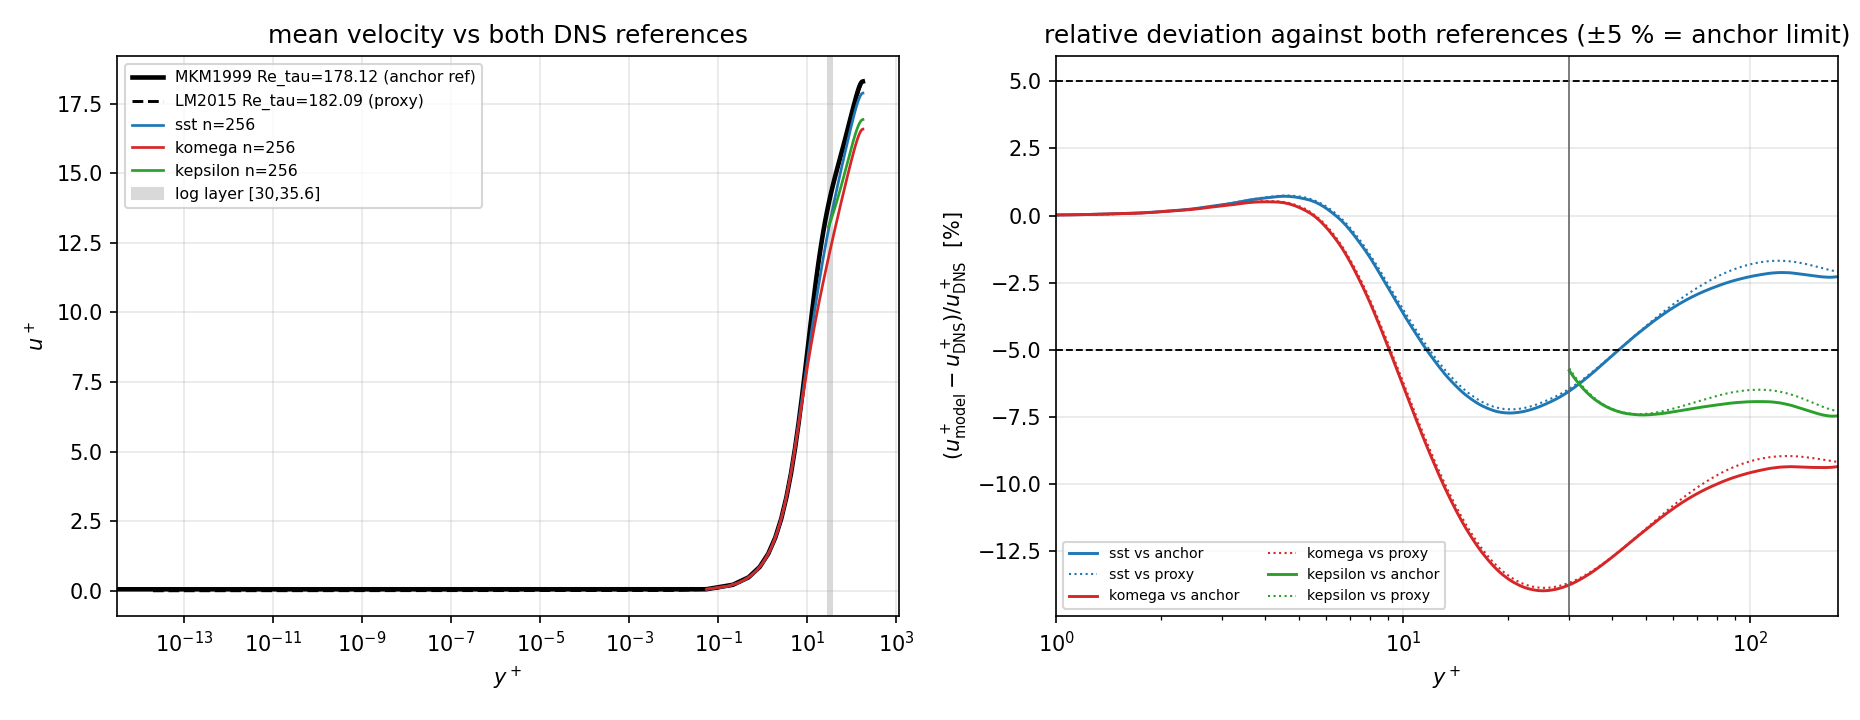 mean velocity vs both DNS references
17.5
15.0
12.5
10.0
7.5
5.0
2.5
0.0
u⁺
MKM1999 Re_tau=178.12 (anchor ref)
LM2015 Re_tau=182.09 (proxy)
sst n=256
komega n=256
kepsilon n=256
log layer [30,35.6]
10⁻¹³ 10⁻¹¹ 10⁻⁹ 10⁻⁷ 10⁻⁵ 10⁻³ 10⁻¹ 10¹ 10³
y⁺
relative deviation against both references (±5 % = anchor limit)
5.0
2.5
0.0
−2.5
−5.0
−7.5
−10.0
−12.5
(u⁺model − u⁺DNS)/u⁺DNS [%]
sst vs anchor
sst vs proxy
komega vs anchor
komega vs proxy
kepsilon vs anchor
kepsilon vs proxy
10⁰ 10¹ 10²
y⁺